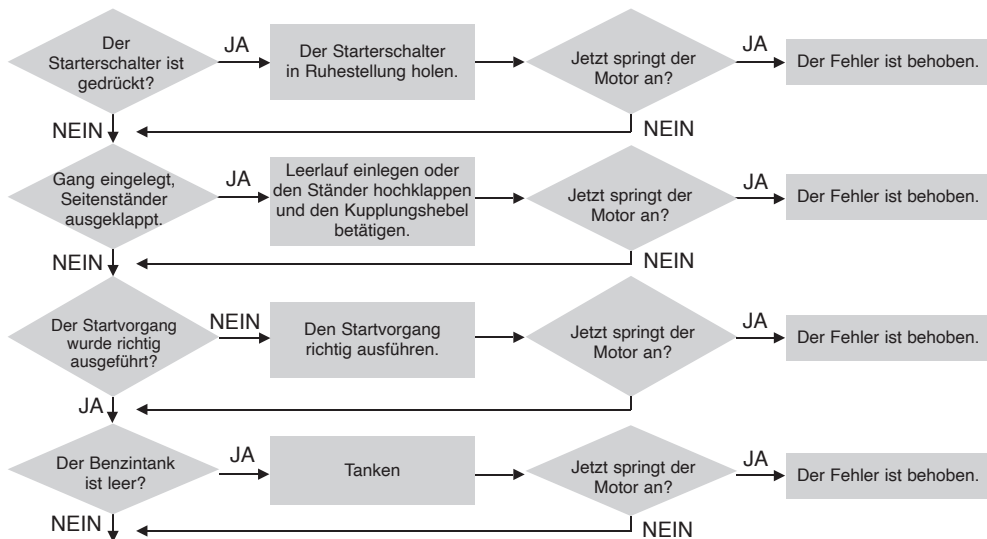 Der
Starterschalter ist
gedrückt?
JA
Der Starterschalter
in Ruhestellung holen.
Jetzt springt der
Motor an?
JA
Der Fehler ist behoben.
NEIN
NEIN
Gang eingelegt,
Seitenständer
ausgeklappt.
JA
Leerlauf einlegen oder
den Ständer hochklappen
und den Kupplungshebel
betätigen.
Jetzt springt der
Motor an?
JA
Der Fehler ist behoben.
NEIN
NEIN
Der Startvorgang
wurde richtig
ausgeführt?
NEIN
Den Startvorgang
richtig ausführen.
Jetzt springt der
Motor an?
JA
Der Fehler ist behoben.
JA
Der Benzintank
ist leer?
JA
Tanken
Jetzt springt der
Motor an?
JA
Der Fehler ist behoben.
NEIN
NEIN